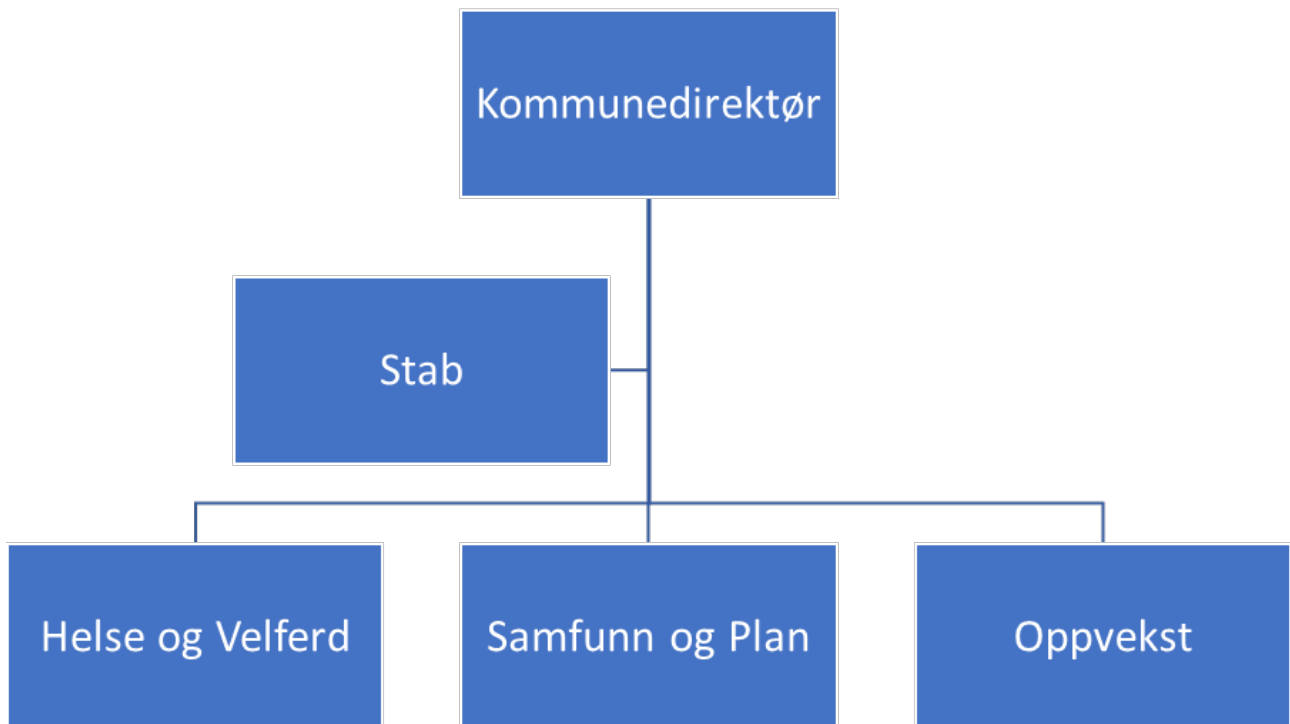 Kommunedirektør
Stab
Helse og Velferd
Samfunn og Plan
Oppvekst